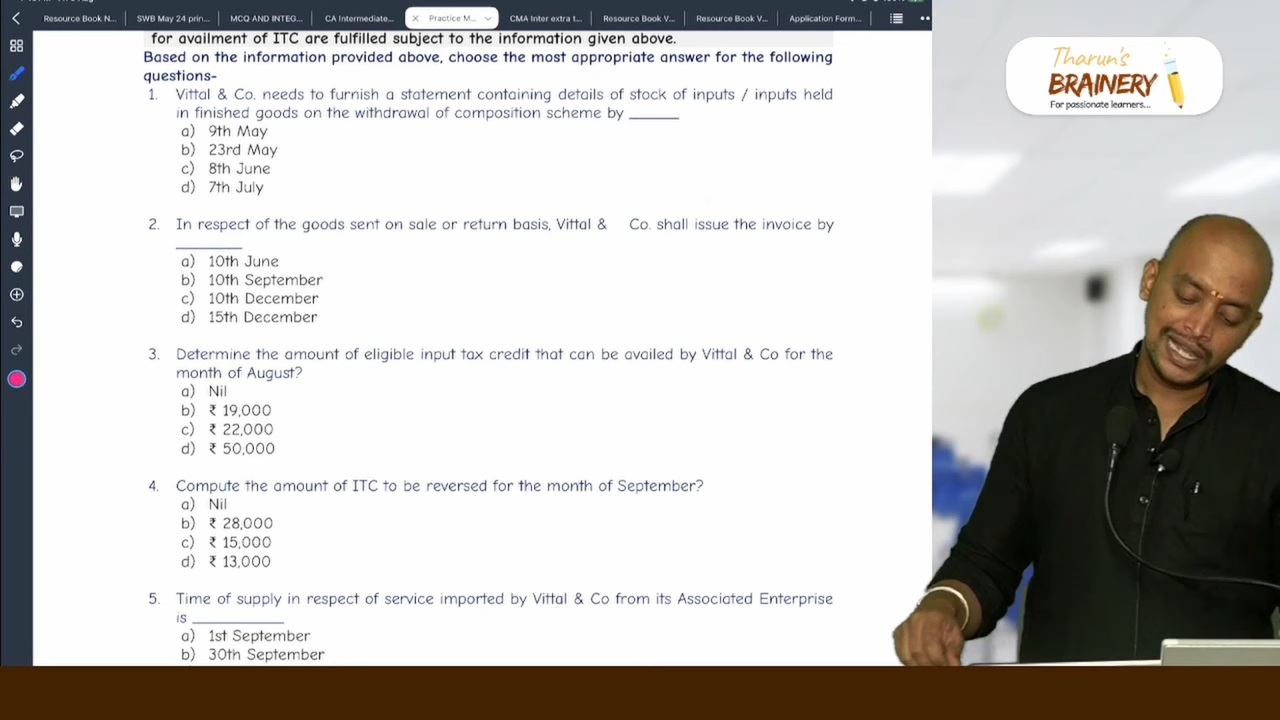 Resource Book N...
SWB May 24 prin...
MCQ AND INTEG...
CA Intermediate...
Practice M...
CMA Inter extra t...
Resource Book V...
Resource Book V...
Application Form...
for availment of ITC are fulfilled subject to the information given above.
Based on the information provided above, choose the most appropriate answer for the following
questions-
1. Vittal & Co. needs to furnish a statement containing details of stock of inputs / inputs held
in finished goods on the withdrawal of composition scheme by ______
a) 9th May
b) 23rd May
c) 8th June
d) 7th July
2. In respect of the goods sent on sale or return basis, Vittal & Co. shall issue the invoice by
________
a) 10th June
b) 10th September
c) 10th December
d) 15th December
3. Determine the amount of eligible input tax credit that can be availed by Vittal & Co for the
month of August?
a) Nil
b) ₹ 19,000
c) ₹ 22,000
d) ₹ 50,000
4. Compute the amount of ITC to be reversed for the month of September?
a) Nil
b) ₹ 28,000
c) ₹ 15,000
d) ₹ 13,000
5. Time of supply in respect of service imported by Vittal & Co from its Associated Enterprise
is ___________
a) 1st September
b) 30th September
Tharun's
BRAINERY
For passionate learners...